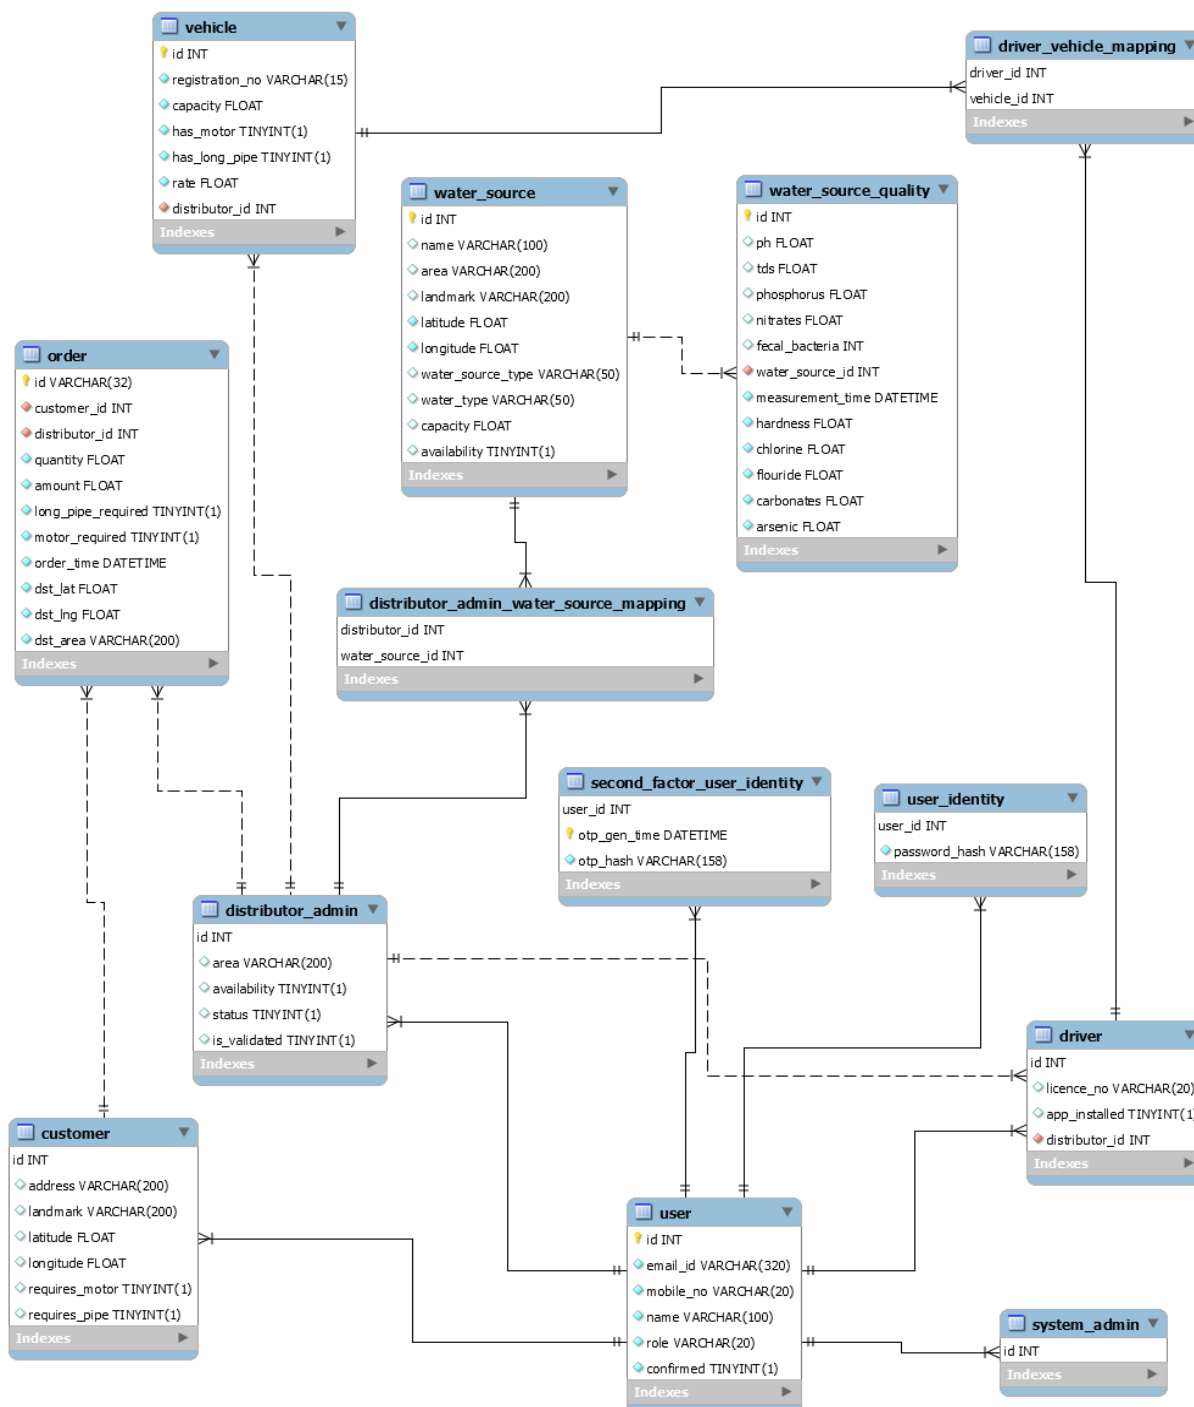 vehicle
id INT
registration_no VARCHAR(15)
capacity FLOAT
has_motor TINYINT(1)
has_long_pipe TINYINT(1)
rate FLOAT
distributor_id INT
Indexes
driver_vehicle_mapping
driver_id INT
vehicle_id INT
Indexes
water_source
id INT
name VARCHAR(100)
area VARCHAR(200)
landmark VARCHAR(200)
latitude FLOAT
longitude FLOAT
water_source_type VARCHAR(50)
water_type VARCHAR(50)
capacity FLOAT
availability TINYINT(1)
Indexes
water_source_quality
id INT
ph FLOAT
tds FLOAT
phosphorus FLOAT
nitrates FLOAT
fecal_bacteria INT
water_source_id INT
measurement_time DATETIME
hardness FLOAT
chlorine FLOAT
flouride FLOAT
carbonates FLOAT
arsenic FLOAT
Indexes
order
id VARCHAR(32)
customer_id INT
distributor_id INT
quantity FLOAT
amount FLOAT
long_pipe_required TINYINT(1)
motor_required TINYINT(1)
order_time DATETIME
dst_lat FLOAT
dst_lng FLOAT
dst_area VARCHAR(200)
Indexes
distributor_admin_water_source_mapping
distributor_id INT
water_source_id INT
Indexes
second_factor_user_identity
user_id INT
otp_gen_time DATETIME
otp_hash VARCHAR(158)
Indexes
user_identity
user_id INT
password_hash VARCHAR(158)
Indexes
distributor_admin
id INT
area VARCHAR(200)
availability TINYINT(1)
status TINYINT(1)
is_validated TINYINT(1)
Indexes
driver
id INT
licence_no VARCHAR(20)
app_installed TINYINT(1)
distributor_id INT
Indexes
customer
id INT
address VARCHAR(200)
landmark VARCHAR(200)
latitude FLOAT
longitude FLOAT
requires_motor TINYINT(1)
requires_pipe TINYINT(1)
Indexes
user
id INT
email_id VARCHAR(320)
mobile_no VARCHAR(20)
name VARCHAR(100)
role VARCHAR(20)
confirmed TINYINT(1)
Indexes
system_admin
id INT
Indexes